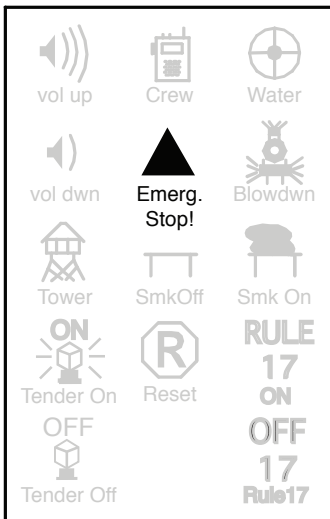 vol up Crew Water
vol dwn Emerg. Blowdwn
Stop!
Tower SmkOff Smk On
ON R RULE
17
Tender On Reset ON
OFF OFF
17
Tender Off Rule17